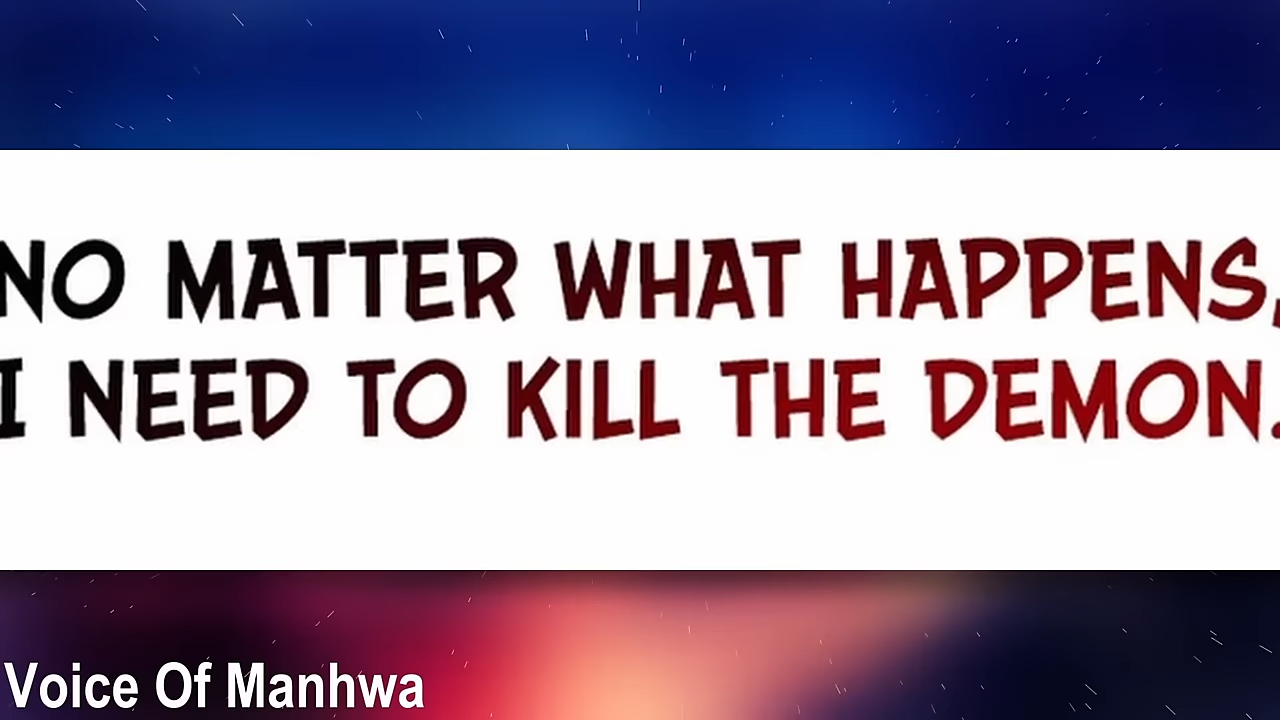 NO MATTER WHAT HAPPENS,
I NEED TO KILL THE DEMON.
Voice Of Manhwa